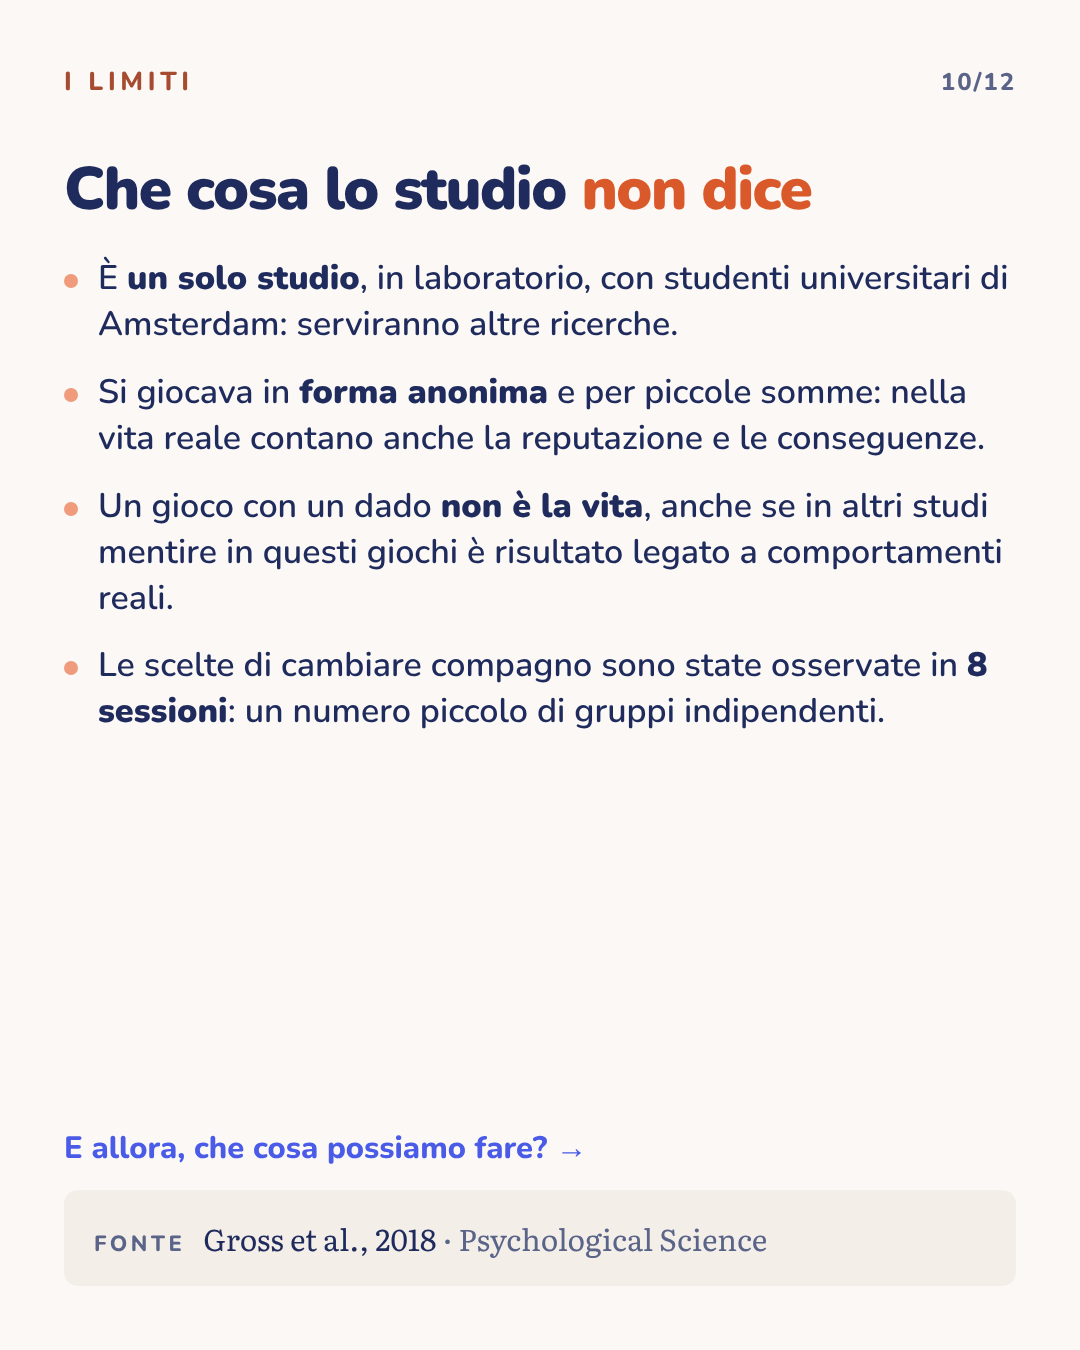 I LIMITI
10/12
Che cosa lo studio non dice
È un solo studio, in laboratorio, con studenti universitari di
Amsterdam: serviranno altre ricerche.
Si giocava in forma anonima e per piccole somme: nella
vita reale contano anche la reputazione e le conseguenze.
Un gioco con un dado non è la vita, anche se in altri studi
mentire in questi giochi è risultato legato a comportamenti
reali.
Le scelte di cambiare compagno sono state osservate in 8
sessioni: un numero piccolo di gruppi indipendenti.
E allora, che cosa possiamo fare? →
FONTE Gross et al., 2018 · Psychological Science